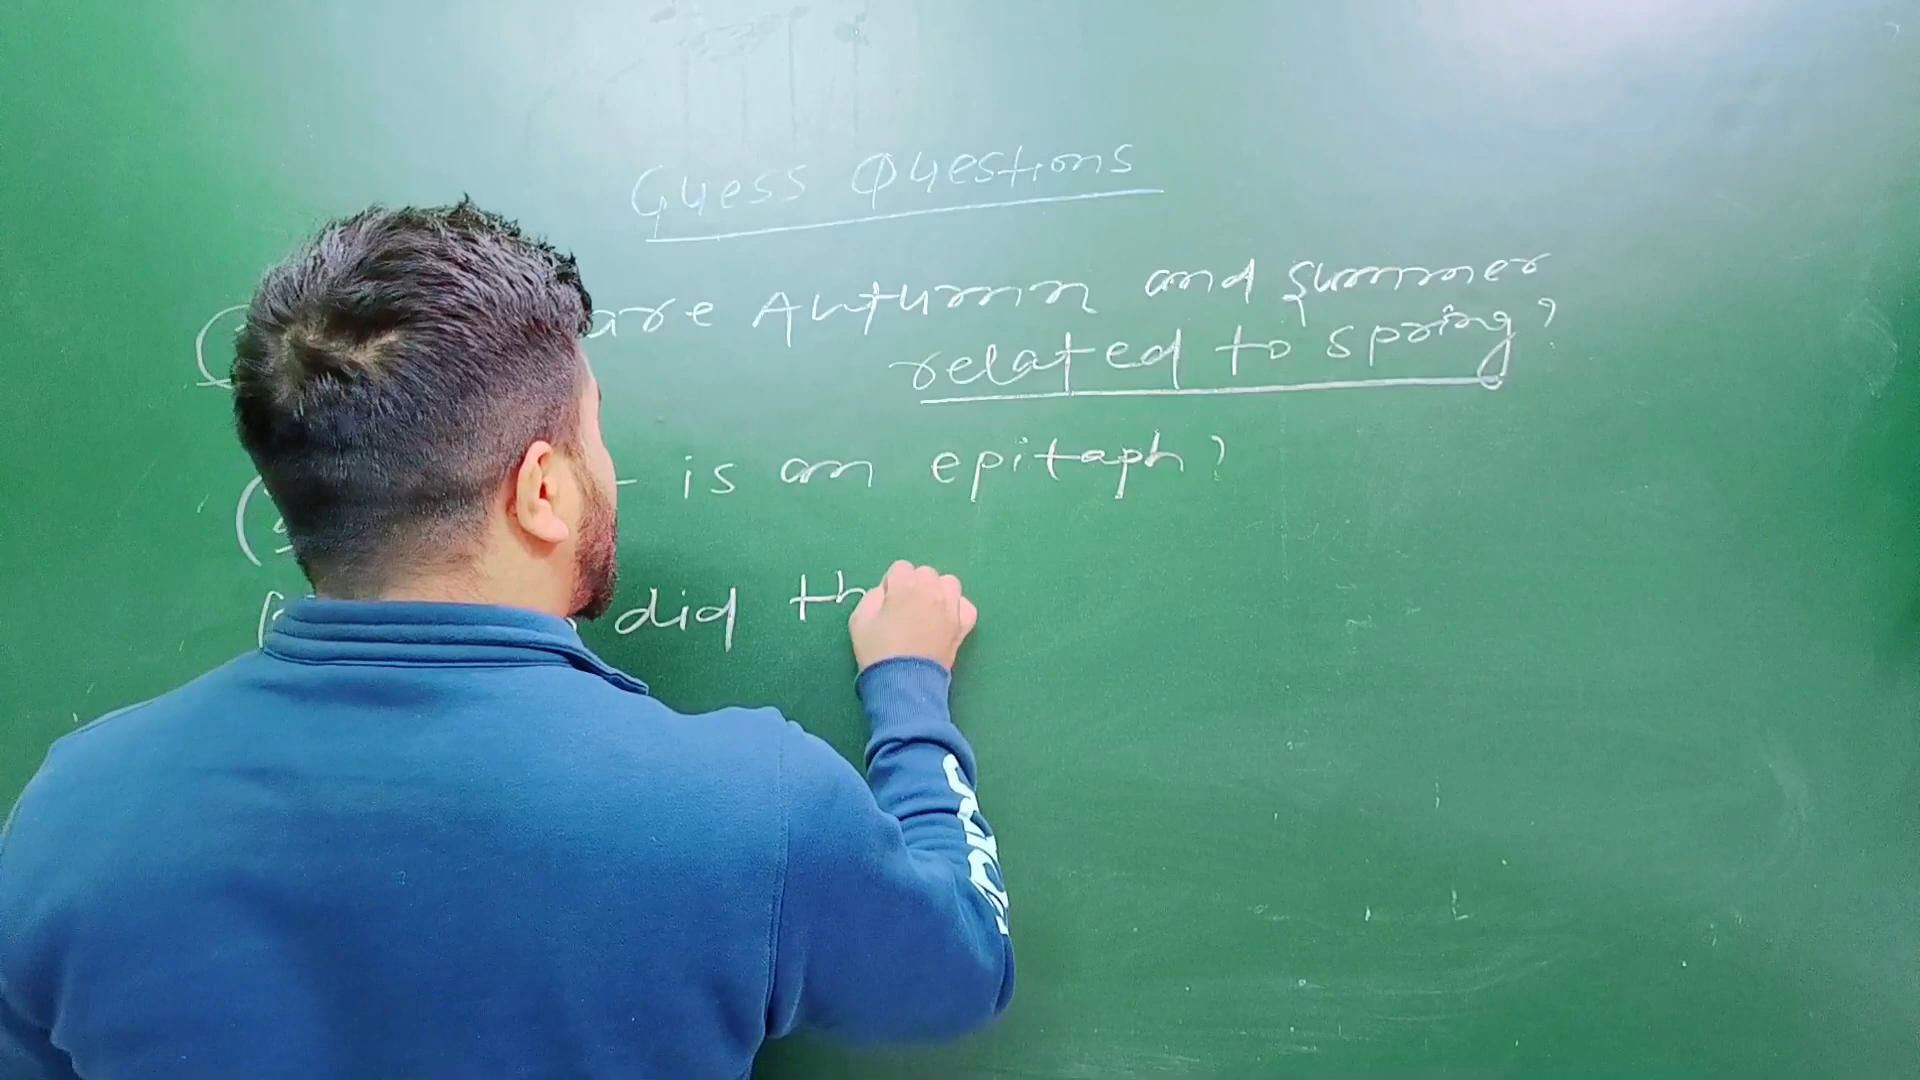 Guess Questions
are Autumn and summer
related to spring?
is an epitaph?
did th